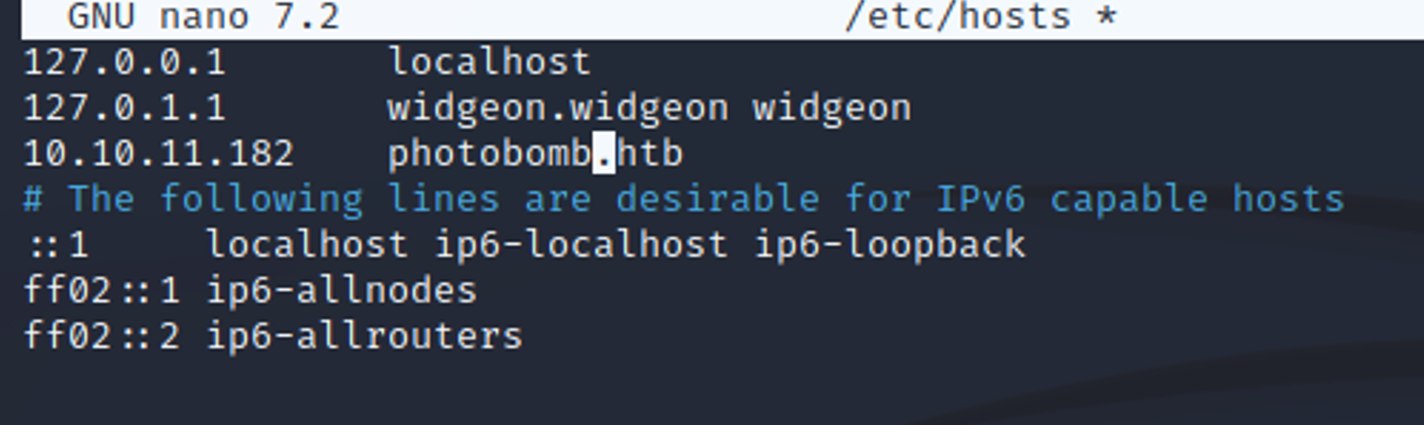 GNU nano 7.2 /etc/hosts *
127.0.0.1 localhost
127.0.1.1 widgeon.widgeon widgeon
10.10.11.182 photobomb.htb
# The following lines are desirable for IPv6 capable hosts
::1 localhost ip6-localhost ip6-loopback
ff02::1 ip6-allnodes
ff02::2 ip6-allrouters